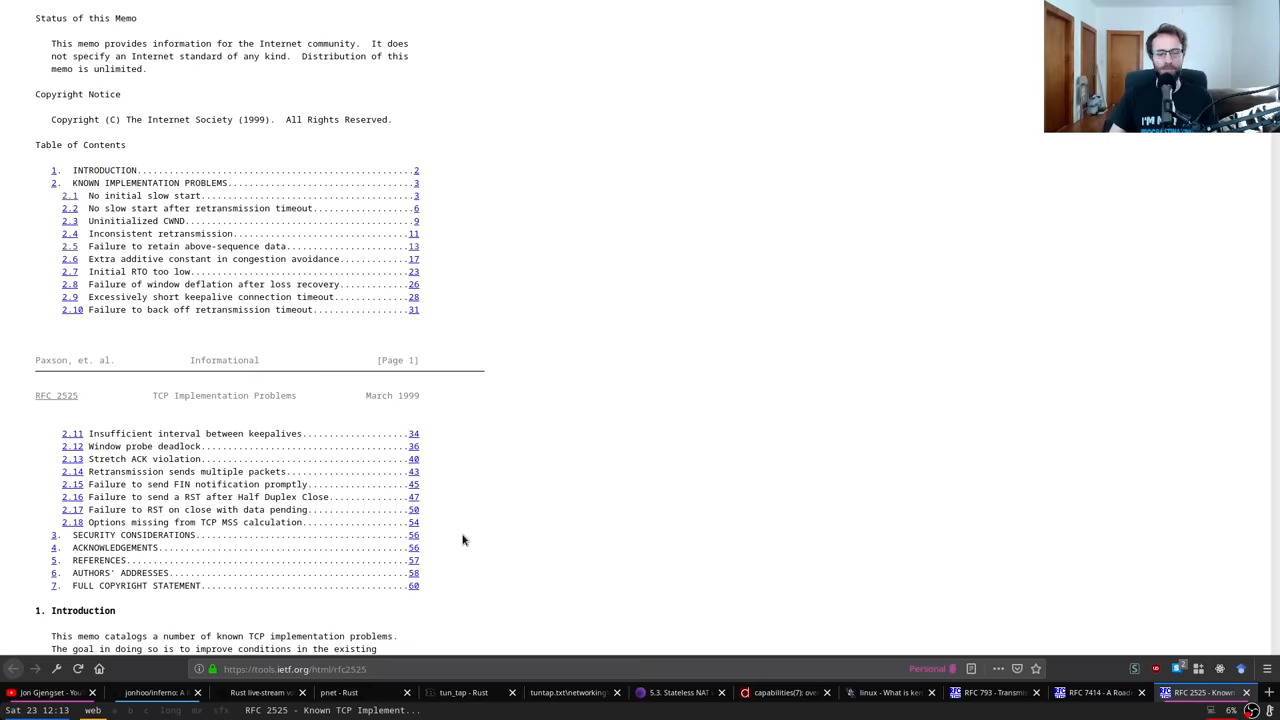 Status of this Memo
This memo provides information for the Internet community.  It does
not specify an Internet standard of any kind.  Distribution of this
memo is unlimited.
Copyright Notice
Copyright (C) The Internet Society (1999).  All Rights Reserved.
Table of Contents
1.  INTRODUCTION....................................................2
2.  KNOWN IMPLEMENTATION PROBLEMS...................................3
2.1  No initial slow start........................................3
2.2  No slow start after retransmission timeout...................6
2.3  Uninitialized CWND...........................................9
2.4  Inconsistent retransmission.................................11
2.5  Failure to retain above-sequence data.......................13
2.6  Extra additive constant in congestion avoidance.............17
2.7  Initial RTO too low.........................................23
2.8  Failure of window deflation after loss recovery.............26
2.9  Excessively short keepalive connection timeout..............28
2.10 Failure to back off retransmission timeout..................31
Paxson, et. al.              Informational                      [Page 1]
RFC 2525              TCP Implementation Problems             March 1999
2.11 Insufficient interval between keepalives....................34
2.12 Window probe deadlock.......................................36
2.13 Stretch ACK violation.......................................40
2.14 Retransmission sends multiple packets.......................43
2.15 Failure to send FIN notification promptly...................45
2.16 Failure to send a RST after Half Duplex Close...............47
2.17 Failure to RST on close with data pending...................50
2.18 Options missing from TCP MSS calculation....................54
3.  SECURITY CONSIDERATIONS........................................56
4.  ACKNOWLEDGEMENTS...............................................56
5.  REFERENCES.....................................................57
6.  AUTHORS' ADDRESSES.............................................58
7.  FULL COPYRIGHT STATEMENT.......................................60
1. Introduction
This memo catalogs a number of known TCP implementation problems.
The goal in doing so is to improve conditions in the existing
I'M N
https://tools.ietf.org/html/rfc2525 Personal 2
Jon Gjengset - You jonhoo/inferno: A Rust live-stream vo pnet - Rust tun_tap - Rust tuntap.txt\networking 5.3. Stateless NAT capabilities(7): ove linux - What is ker RFC 793 - Transmis RFC 7414 - A Road RFC 2525 - Known
Sat 23 12:13 web a b c long mr sfx RFC 2525 - Known TCP Implement... 6%